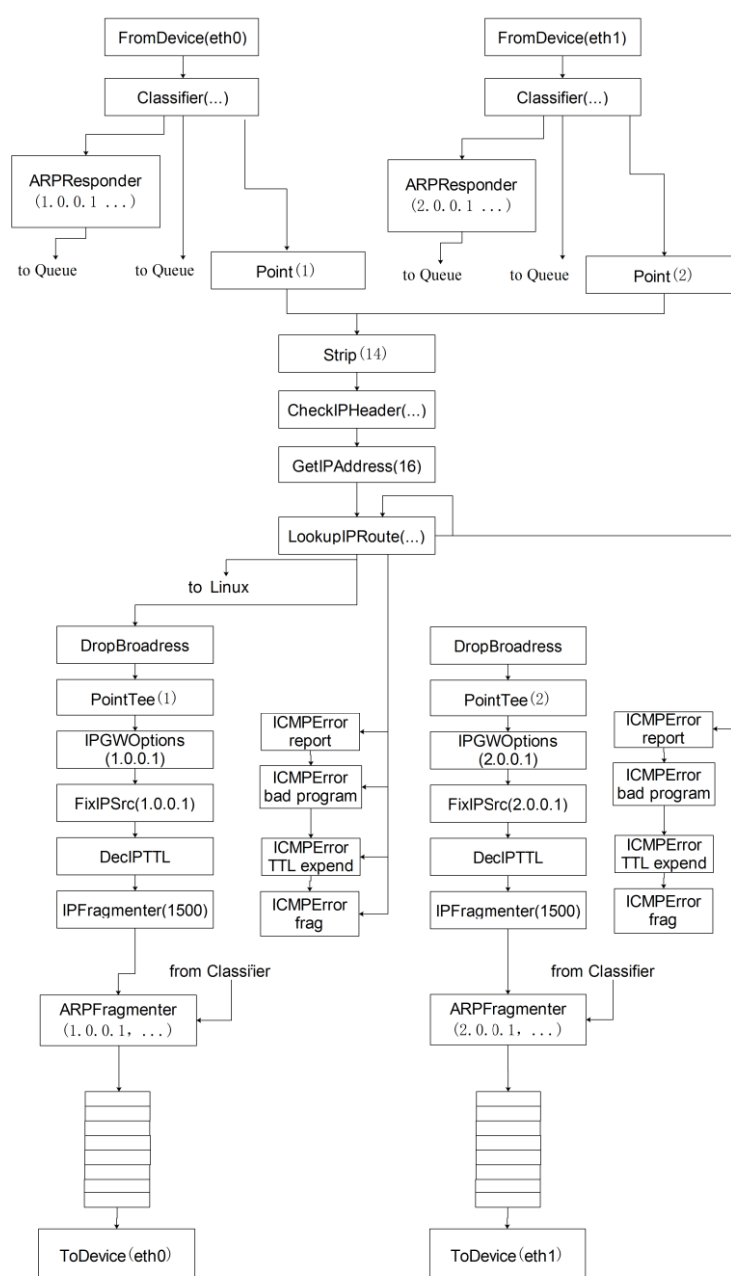 FromDevice(eth0)
FromDevice(eth1)
Classifier(...)
Classifier(...)
ARPResponder
(1.0.0.1 ...)
ARPResponder
(2.0.0.1 ...)
to Queue
to Queue
Point(1)
to Queue
to Queue
Point(2)
Strip(14)
CheckIPHeader(...)
GetIPAddress(16)
LookupIPRoute(...)
to Linux
DropBroadress
PointTee(1)
IPGWOptions
(1.0.0.1)
FixIPSrc(1.0.0.1)
DecIPTTL
IPFragmenter(1500)
ICMPError
report
ICMPError
bad program
ICMPError
TTL expend
ICMPError
frag
DropBroadress
PointTee(2)
IPGWOptions
(2.0.0.1)
FixIPSrc(2.0.0.1)
DecIPTTL
IPFragmenter(1500)
ICMPError
report
ICMPError
bad program
ICMPError
TTL expend
ICMPError
frag
from Classifier
from Classifier
ARPFragmenter
(1.0.0.1, ...)
ARPFragmenter
(2.0.0.1, ...)
ToDevice(eth0)
ToDevice(eth1)